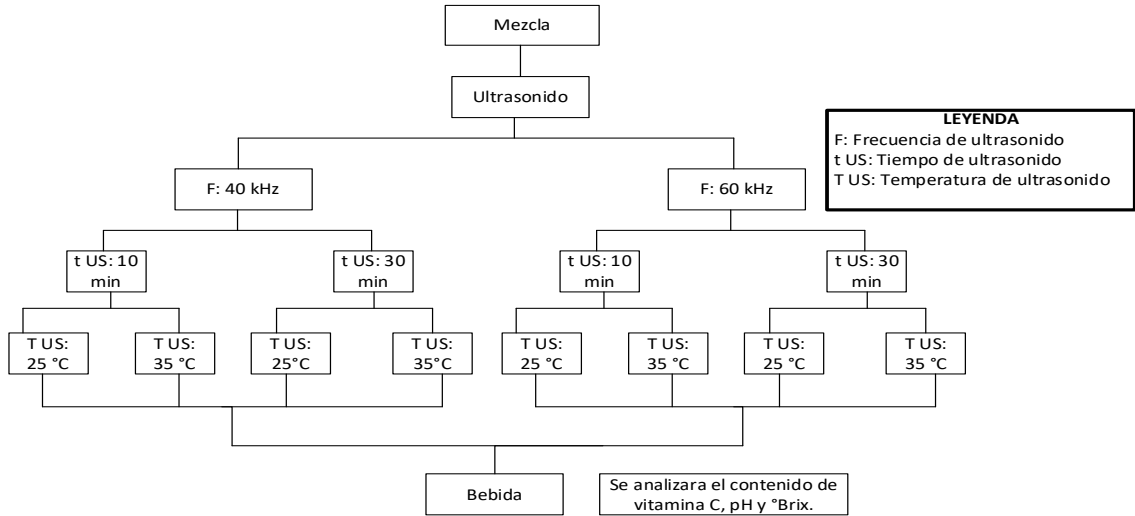 Mezcla
Ultrasonido
LEYENDA
F: Frecuencia de ultrasonido
t US: Tiempo de ultrasonido
T US: Temperatura de ultrasonido
F: 40 kHz
F: 60 kHz
t US: 10
min
t US: 30
min
t US: 10
min
t US: 30
min
T US:
25 °C
T US:
35 °C
T US:
25°C
T US:
35°C
T US:
25 °C
T US:
35 °C
T US:
25 °C
T US:
35 °C
Bebida
Se analizara el contenido de
vitamina C, pH y °Brix.